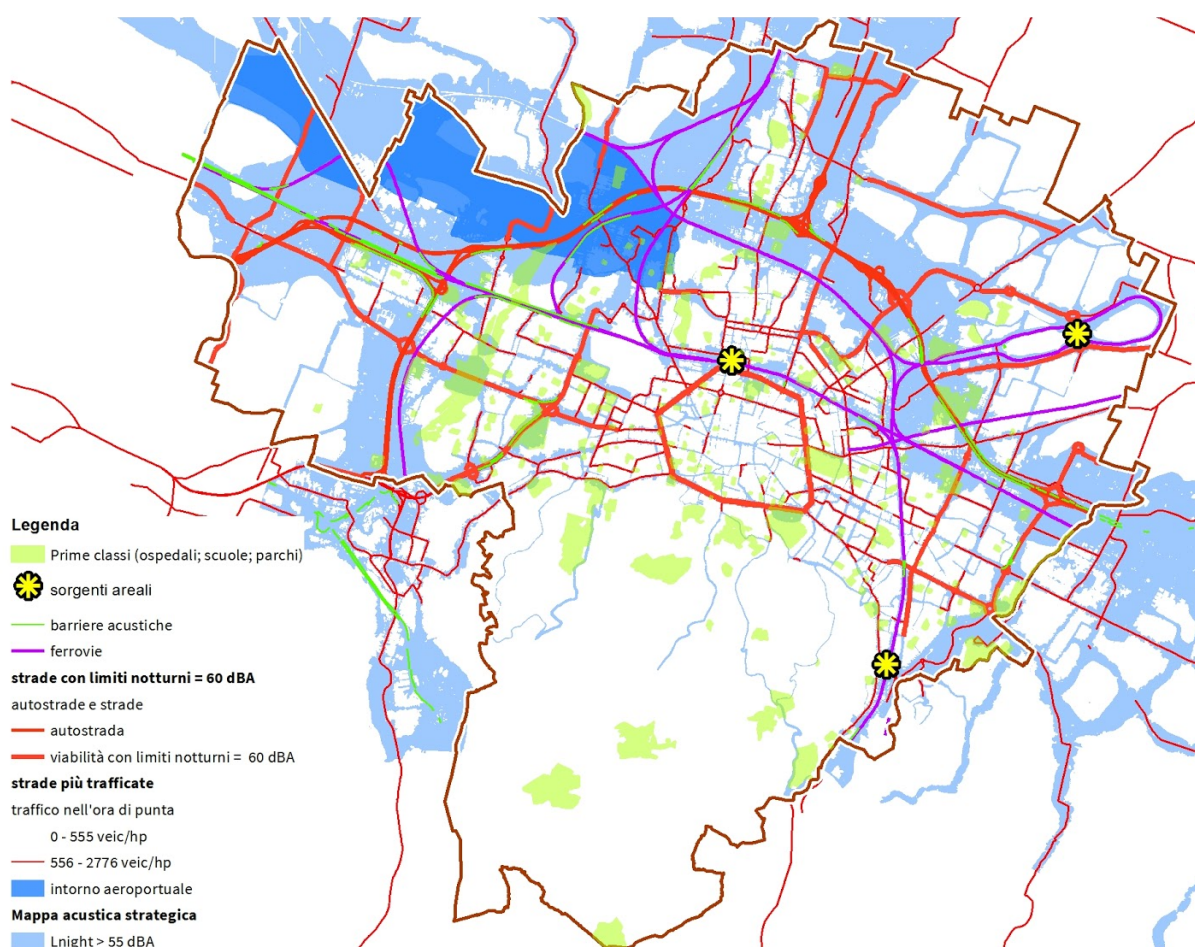 Legenda
Prime classi (ospedali; scuole; parchi)
sorgenti areali
barriere acustiche
ferrovie
strade con limiti notturni = 60 dBA
autostrade e strade
autostrada
viabilità con limiti notturni = 60 dBA
strade più trafficate
traffico nell'ora di punta
0 - 555 veic/hp
556 - 2776 veic/hp
intorno aeroportuale
Mappa acustica strategica
Lnight > 55 dBA